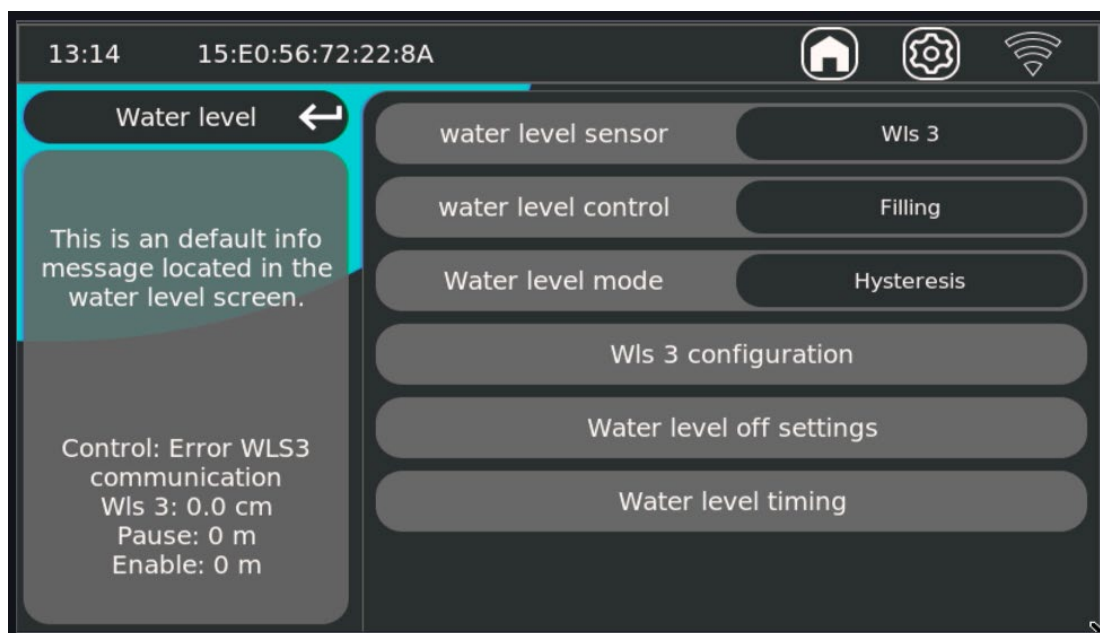 13:14 15:E0:56:72:22:8A
Water level
This is an default info
message located in the
water level screen.
Control: Error WLS3
communication
Wls 3: 0.0 cm
Pause: 0 m
Enable: 0 m
water level sensor Wls 3
water level control Filling
Water level mode Hysteresis
Wls 3 configuration
Water level off settings
Water level timing